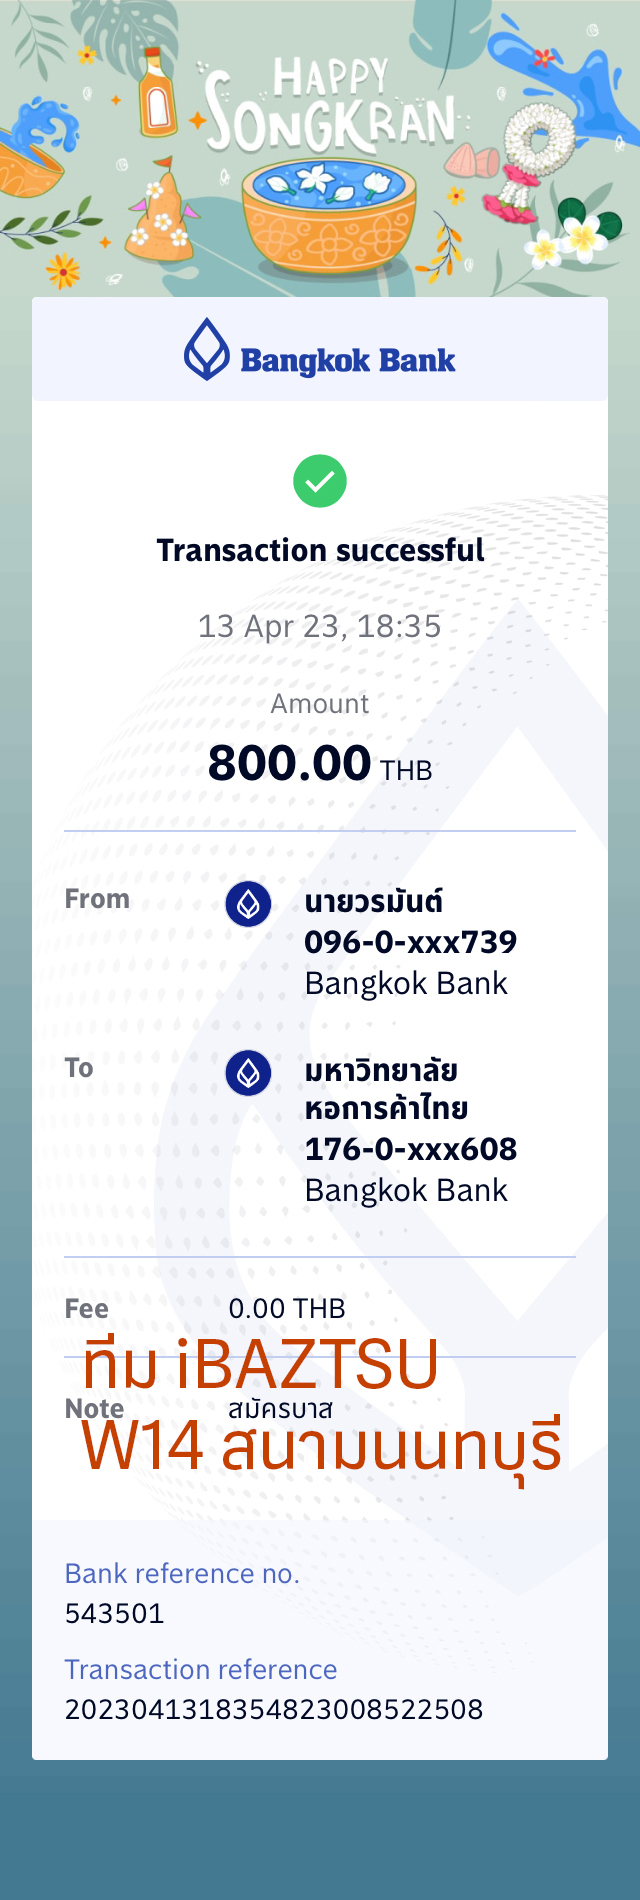 HAPPY
SONGKRAN
Bangkok Bank
Transaction successful
13 Apr 23, 18:35
Amount
800.00 THB
From
นายวรมันต์
096-0-xxx739
Bangkok Bank
To
มหาวิทยาลัย
หอการค้าไทย
176-0-xxx608
Bangkok Bank
Fee 0.00 THB
ทีม iBAZTSU
Note สมัครบาส
W14 สนามนนทบุรี
Bank reference no.
543501
Transaction reference
2023041318354823008522508